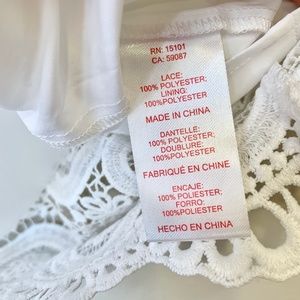 RN: 15101
CA: 59087
LACE:
100% POLYESTER;
LINING:
100%POLYESTER
MADE IN CHINA
DANTELLE:
100% POLYESTER;
DOUBLURE:
100%POLYESTER
FABRIQUÉ EN CHINE
ENCAJE:
100% POLIESTER;
FORRO:
100%POLIESTER
HECHO EN CHINA